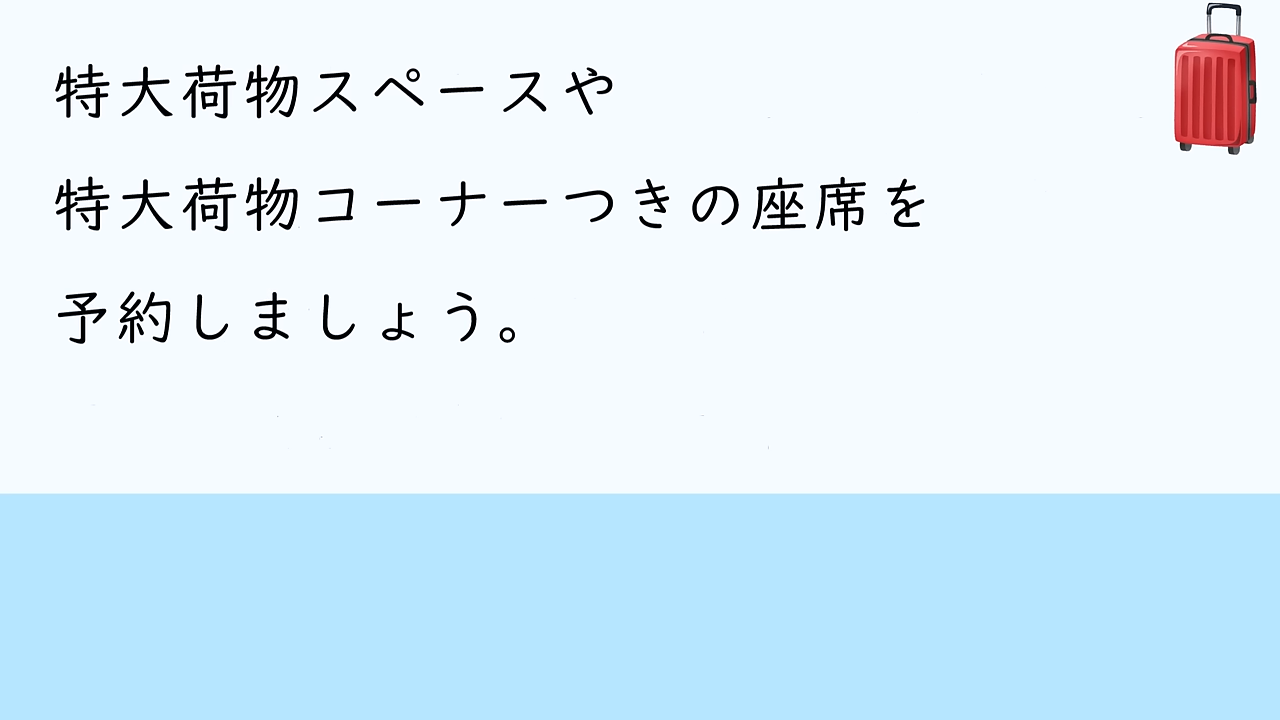 特大荷物スペースや
特大荷物コーナーつきの座席を
予約しましょう。